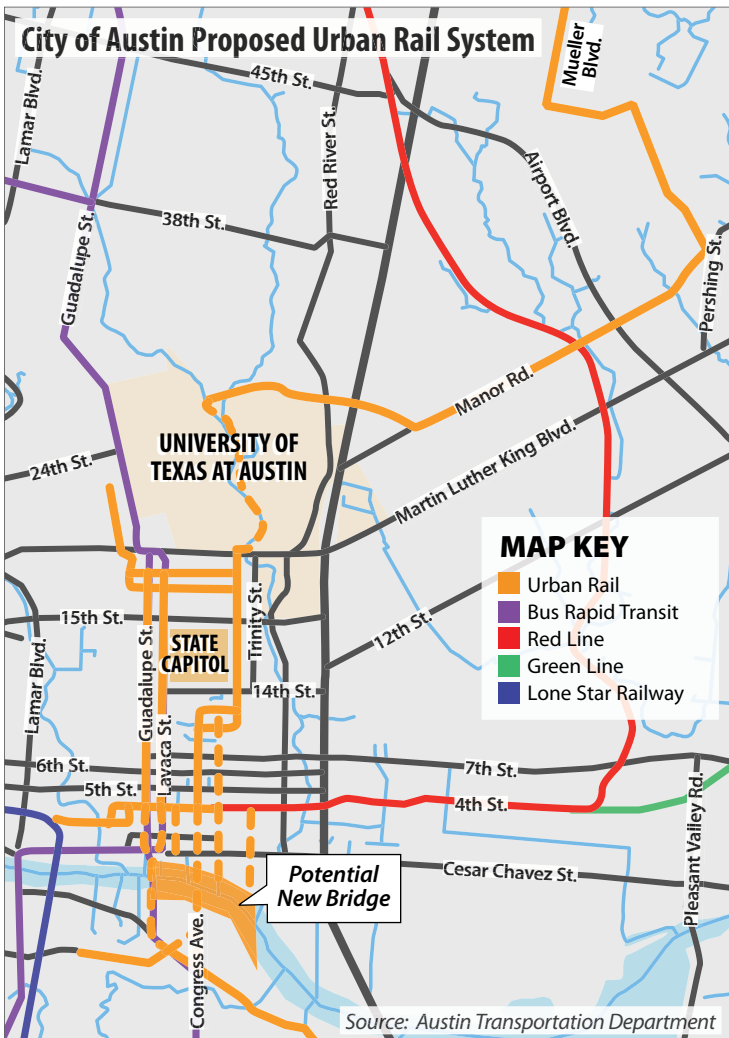 City of Austin Proposed Urban Rail System
Mueller
Blvd.
45th St.
Lamar Blvd.
Red River St.
Airport Blvd.
38th St.
Guadalupe St.
Pershing St.
Manor Rd.
UNIVERSITY OF
TEXAS AT AUSTIN
24th St.
Martin Luther King Blvd.
MAP KEY
Urban Rail
Bus Rapid Transit
Red Line
Green Line
Lone Star Railway
15th St.
Trinity St.
12th St.
STATE
CAPITOL
Guadalupe St.
Lamar Blvd.
14th St.
Lavaca St.
6th St.
7th St.
5th St.
4th St.
Pleasant Valley Rd.
Cesar Chavez St.
Potential
New Bridge
Congress Ave.
Source: Austin Transportation Department